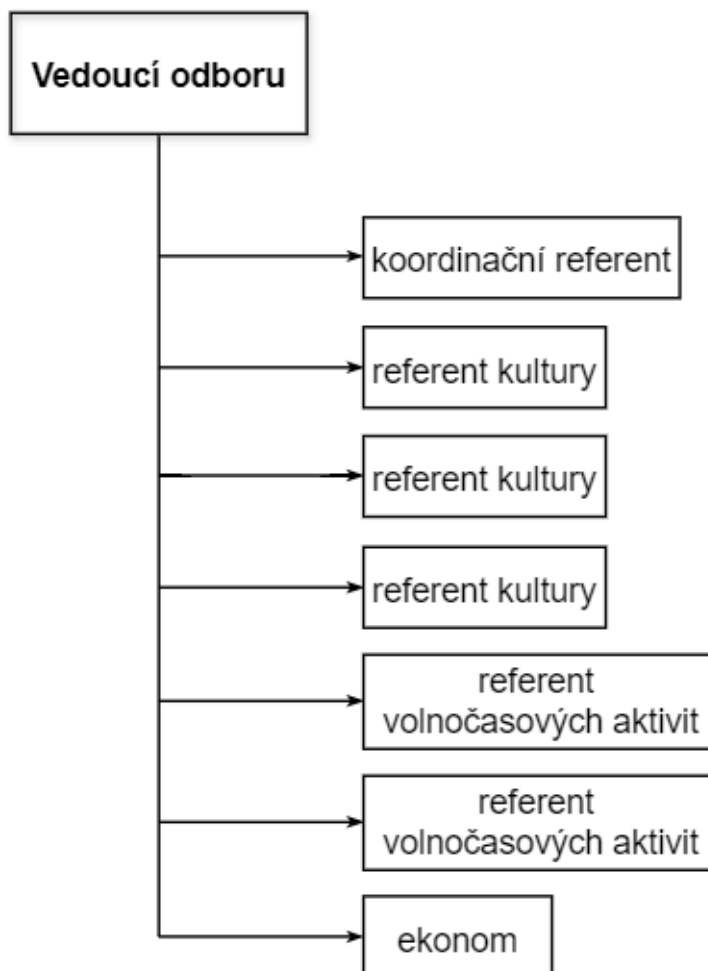 Vedoucí odboru
koordinační referent
referent kultury
referent kultury
referent kultury
referent
volnočasových aktivit
referent
volnočasových aktivit
ekonom